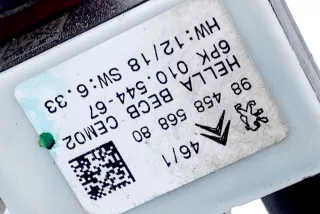 HW:12/18 SW:6.33
6PK 010.544-67
HELLA BECB CEM02
98 458 568 80
46/1